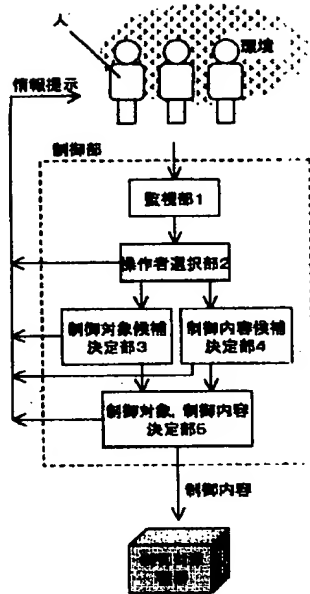 人
環境
情報提示
制御部
監視部1
操作者選択部2
制御対象候補
決定部3
制御内容候補
決定部4
制御対象,制御内容
決定部5
制御内容